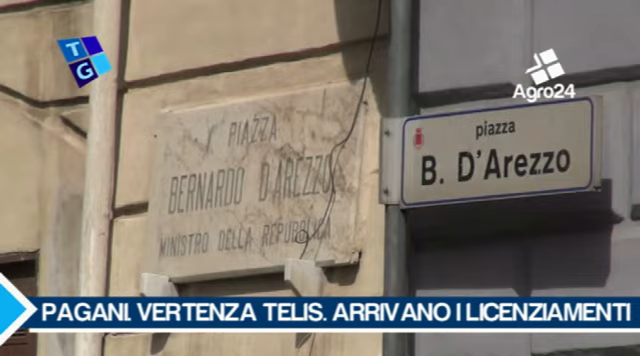 TG
Agro24
PIAZZA
BERNARDO D'AREZZO
MINISTRO DELLA REPUBBLICA
piazza
B. D'Arezzo
PAGANI. VERTENZA TELIS. ARRIVANO I LICENZIAMENTI